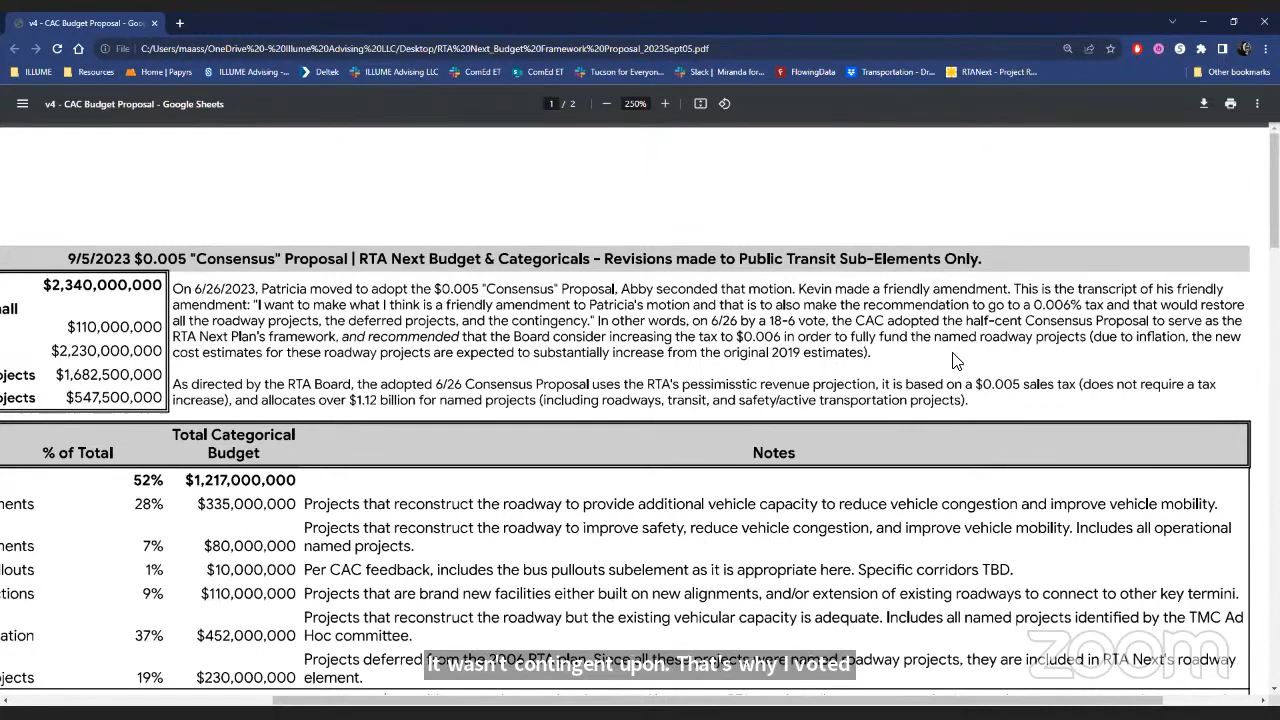 v4 - CAC Budget Proposal - Goo
File
C:/Users/maass/OneDrive%20-%20Illume%20Advising%20LLC/Desktop/RTA%20Next_Budget%20Framework%20Proposal_2023Sept05.pdf
ILLUME
Resources
Home | Papyrs
ILLUME Advising -...
Deltek
ILLUME Advising LLC
ComEd ET
ComEd ET
Tucson for Everyon...
Slack | Miranda for...
FlowingData
Transportation - Dr...
RTANext - Project R...
Other bookmarks
v4 - CAC Budget Proposal - Google Sheets
1 / 2
250%
9/5/2023 $0.005 "Consensus" Proposal | RTA Next Budget & Categoricals - Revisions made to Public Transit Sub-Elements Only.
$2,340,000,000
all
$110,000,000
$2,230,000,000
ojects $1,682,500,000
ojects $547,500,000
On 6/26/2023, Patricia moved to adopt the $0.005 "Consensus" Proposal, Abby seconded that motion. Kevin made a friendly amendment. This is the transcript of his friendly
amendment: "I want to make what I think is a friendly amendment to Patricia's motion and that is to also make the recommendation to go to a 0.006% tax and that would restore
all the roadway projects, the deferred projects, and the contingency." In other words, on 6/26 by a 18-6 vote, the CAC adopted the half-cent Consensus Proposal to serve as the
RTA Next Plan's framework, and recommended that the Board consider increasing the tax to $0.006 in order to fully fund the named roadway projects (due to inflation, the new
cost estimates for these roadway projects are expected to substantially increase from the original 2019 estimates).
As directed by the RTA Board, the adopted 6/26 Consensus Proposal uses the RTA's pessimisstic revenue projection, it is based on a $0.005 sales tax (does not require a tax
increase), and allocates over $1.12 billion for named projects (including roadways, transit, and safety/active transportation projects).
% of Total
Total Categorical
Budget
Notes
52% $1,217,000,000
ments 28% $335,000,000 Projects that reconstruct the roadway to provide additional vehicle capacity to reduce vehicle congestion and improve vehicle mobility.
Projects that reconstruct the roadway to improve safety, reduce vehicle congestion, and improve vehicle mobility. Includes all operational
ments 7% $80,000,000 named projects.
llouts 1% $10,000,000 Per CAC feedback, includes the bus pullouts subelement as it is appropriate here. Specific corridors TBD.
ctions 9% $110,000,000 Projects that are brand new facilities either built on new alignments, and/or extension of existing roadways to connect to other key termini.
Projects that reconstruct the roadway but the existing vehicular capacity is adequate. Includes all named projects identified by the TMC Ad
ation 37% $452,000,000 Hoc committee.
Projects deferred from the 2006 RTA plan. Since all these projects were named roadway projects, they are included in RTA Next's roadway
ojects 19% $230,000,000 element.
It wasn't contingent upon. That's why I voted
zoom